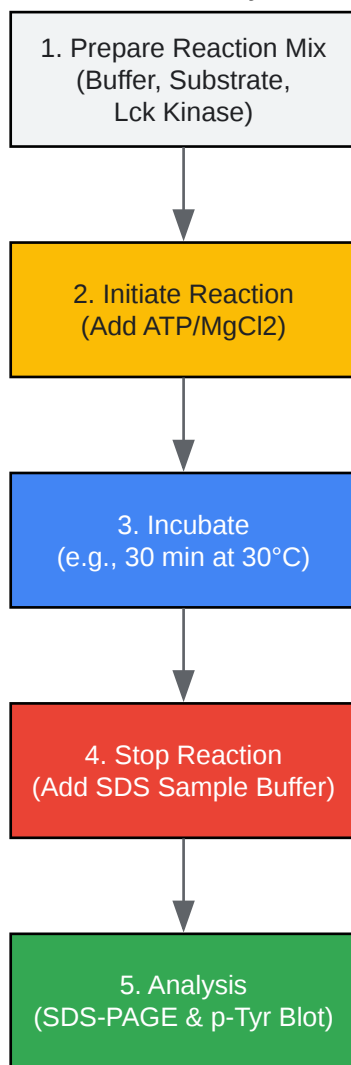 1. Prepare Reaction Mix
(Buffer, Substrate,
Lck Kinase)
2. Initiate Reaction
(Add ATP/MgCl2)
3. Incubate
(e.g., 30 min at 30°C)
4. Stop Reaction
(Add SDS Sample Buffer)
5. Analysis
(SDS-PAGE & p-Tyr Blot)